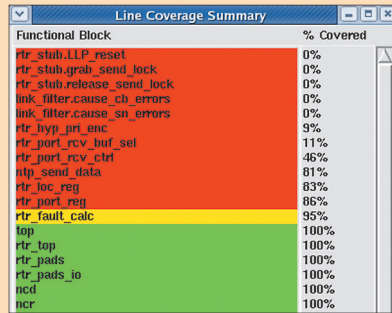 Line Coverage Summary
Functional Block % Covered
rtr_stub.LLP_reset 0%
rtr_stub.grab_send_lock 0%
rtr_stub.release_send_lock 0%
link_filter.cause_cb_errors 0%
link_filter.cause_sn_errors 0%
rtr_hyp_pri_enc 9%
rtr_port_rcv_buf_sel 11%
rtr_port_rcv_ctrl 46%
ntp_send_data 81%
rtr_loc_reg 83%
rtr_port_reg 86%
rtr_fault_calc 95%
top 100%
rtr_top 100%
rtr_pads 100%
rtr_pads_io 100%
ncd 100%
ncr 100%